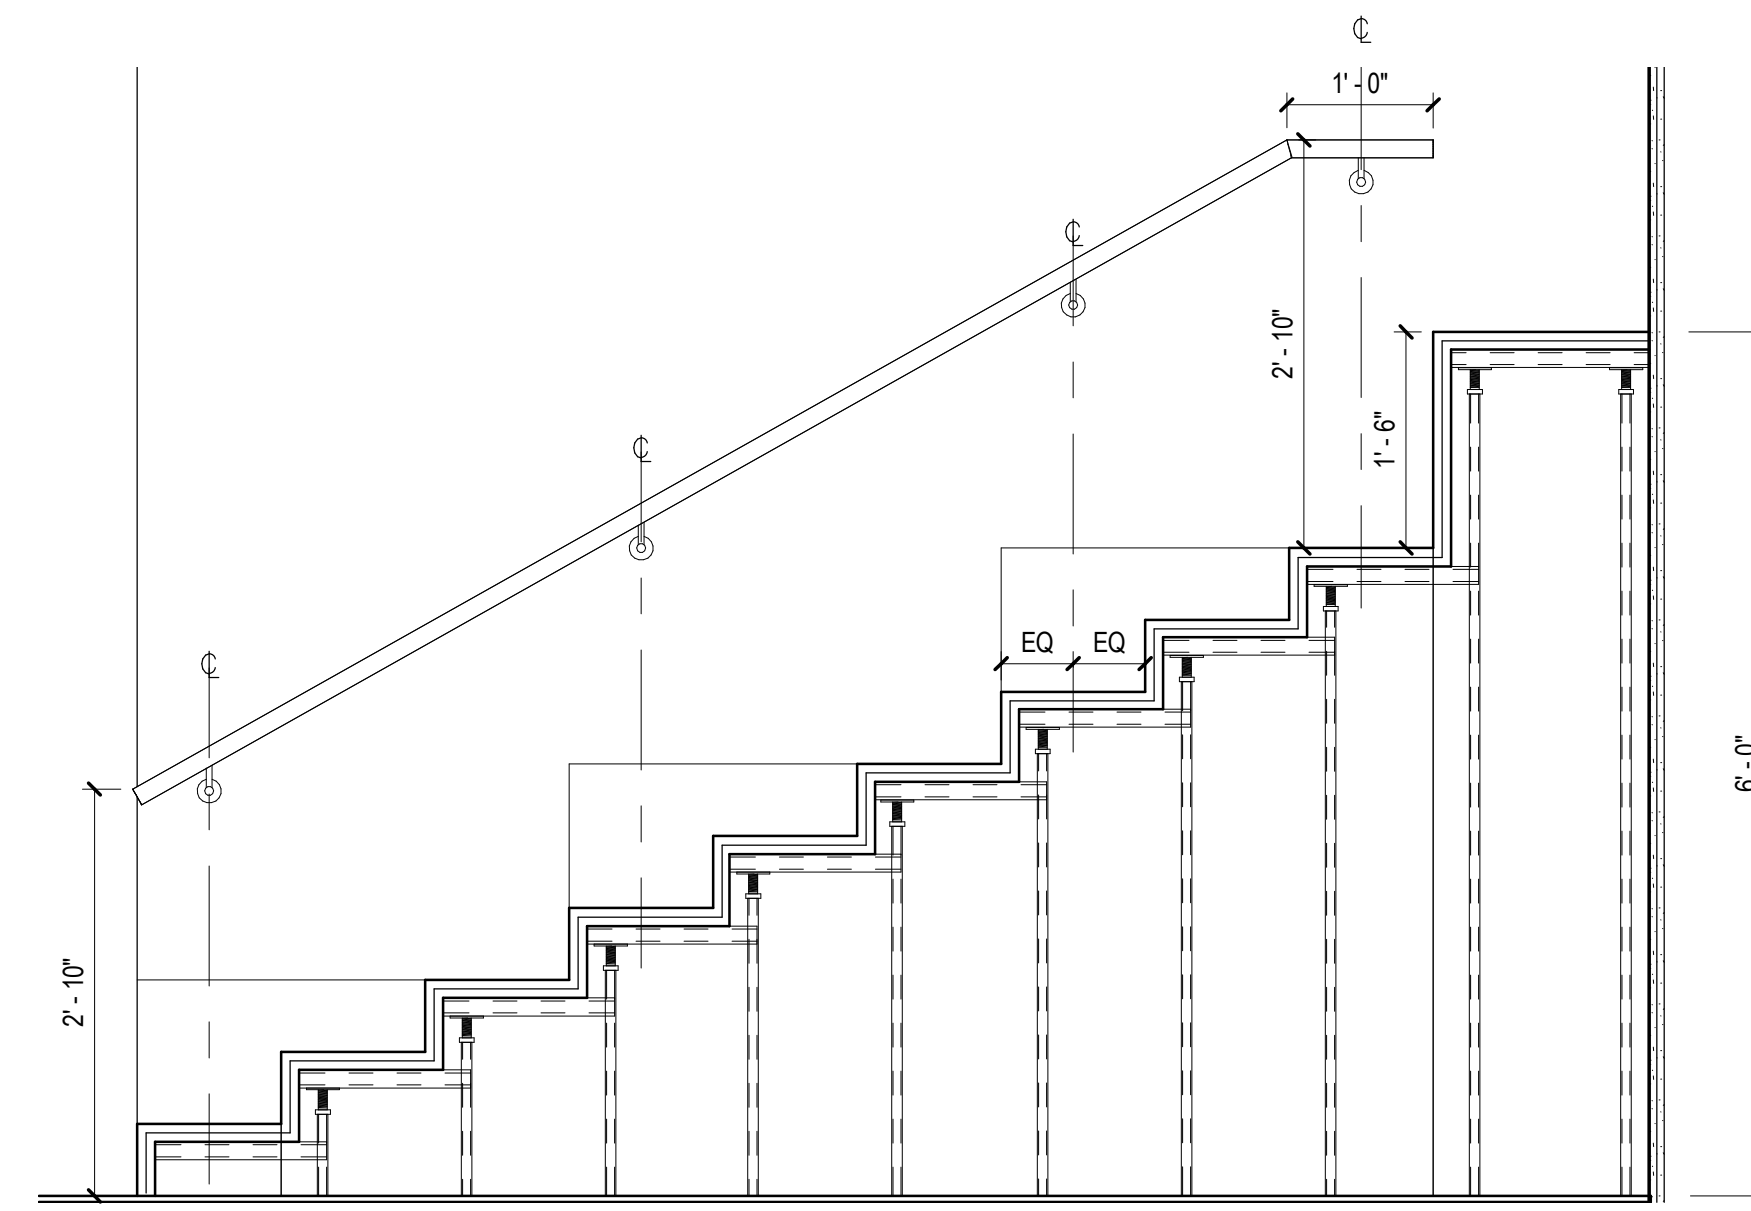 ℄
1' - 0"
℄
2' - 10"
1' - 6"
℄
EQ EQ
℄
6' - 0"
2' - 10"